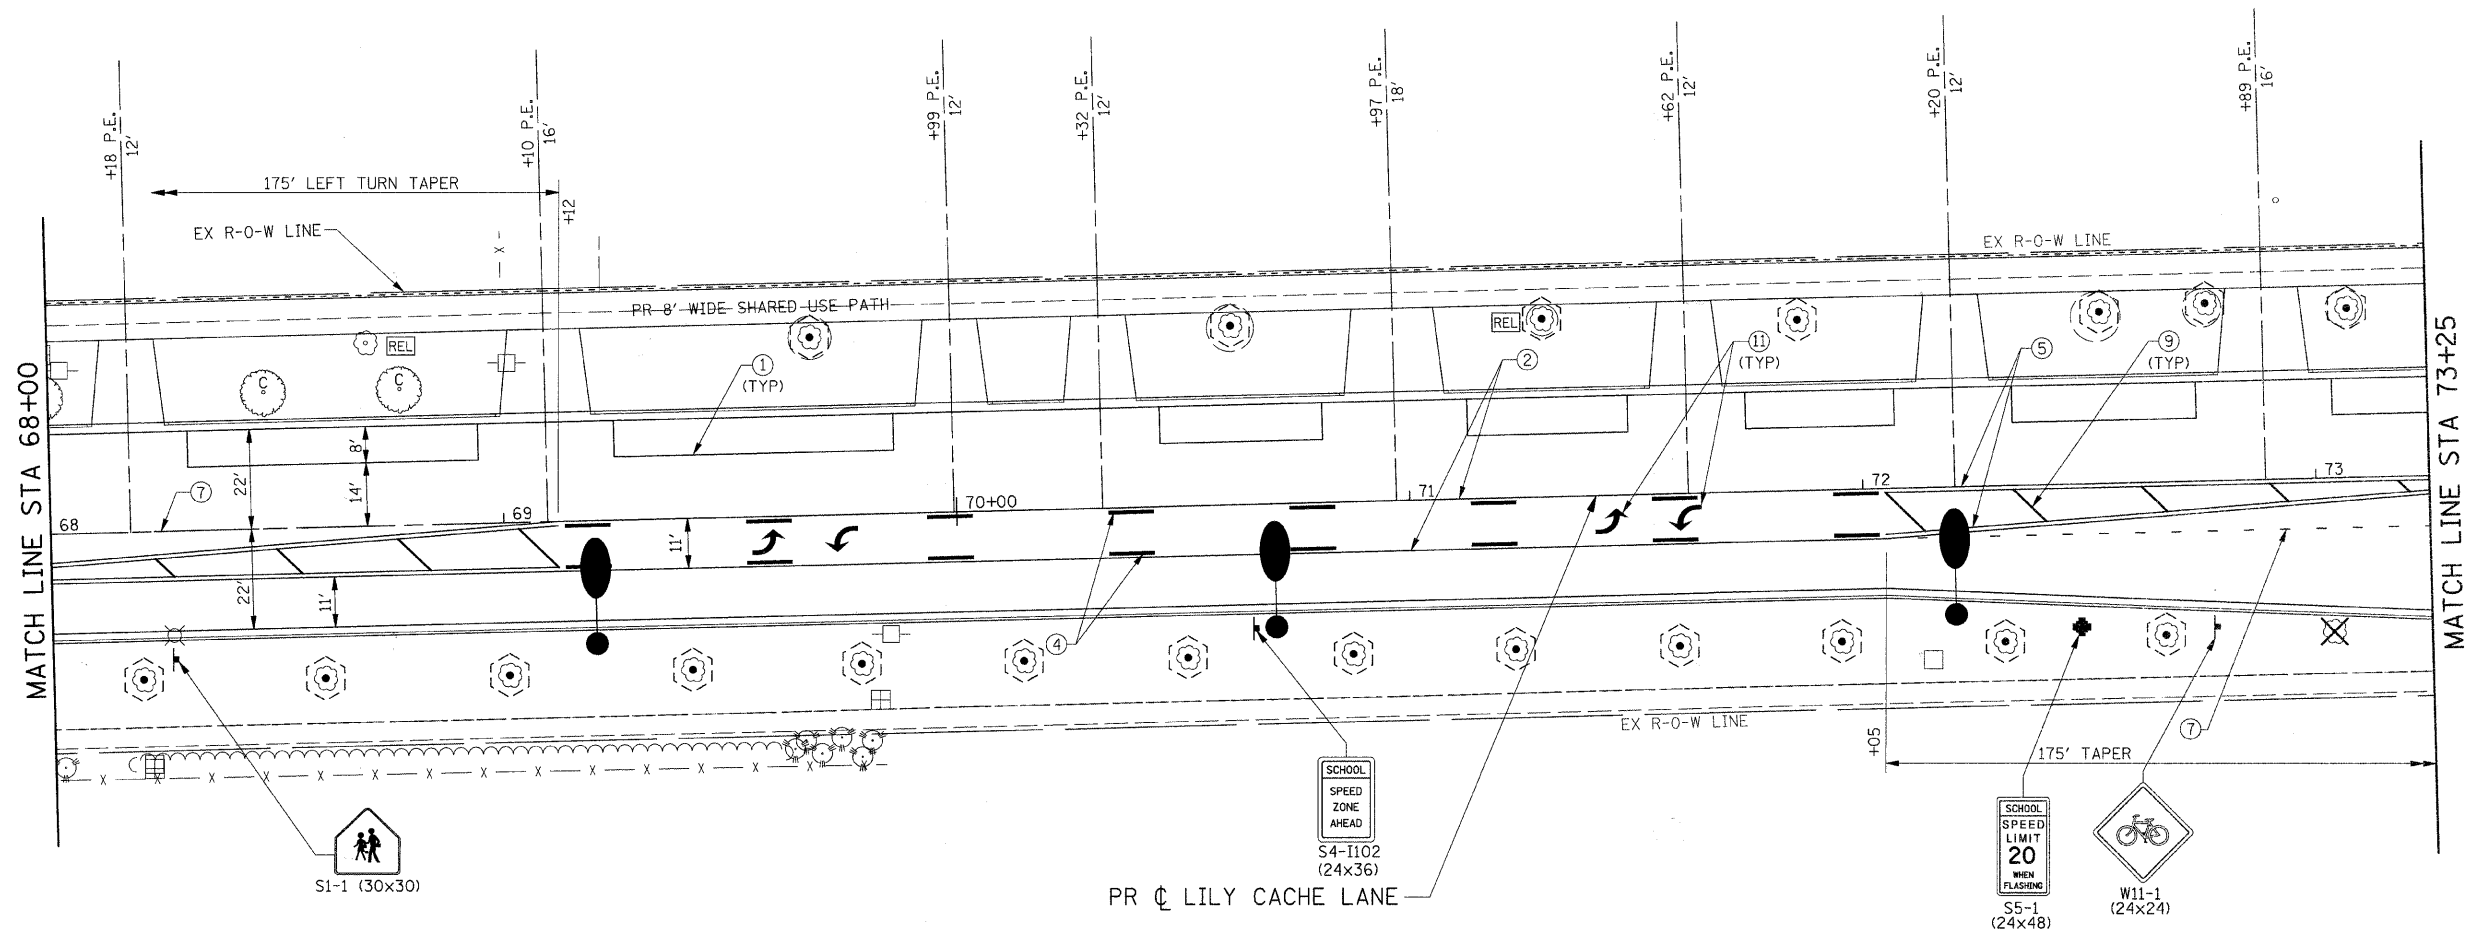 +18 P.E.
12'
+10 P.E.
16'
+99 P.E.
12'
+32 P.E.
12'
+97 P.E.
18'
+62 P.E.
12'
+20 P.E.
12'
+89 P.E.
16'
175' LEFT TURN TAPER
+12
EX R-O-W LINE
EX R-O-W LINE
PR 8' WIDE SHARED USE PATH
REL
REL
C
C
1
(TYP)
2
11
(TYP)
5
9
(TYP)
MATCH LINE STA 68+00
MATCH LINE STA 73+25
22'
8'
14'
7
68
69
70+00
71
72
73
11'
22'
11'
4
EX R-O-W LINE
7
+05
175' TAPER
SCHOOL
SPEED
ZONE
AHEAD
S4-I102
(24x36)
S1-1 (30x30)
PR ℄ LILY CACHE LANE
SCHOOL
SPEED
LIMIT
20
WHEN
FLASHING
S5-1
(24x48)
W11-1
(24x24)
X
X X X X X X X X X X X